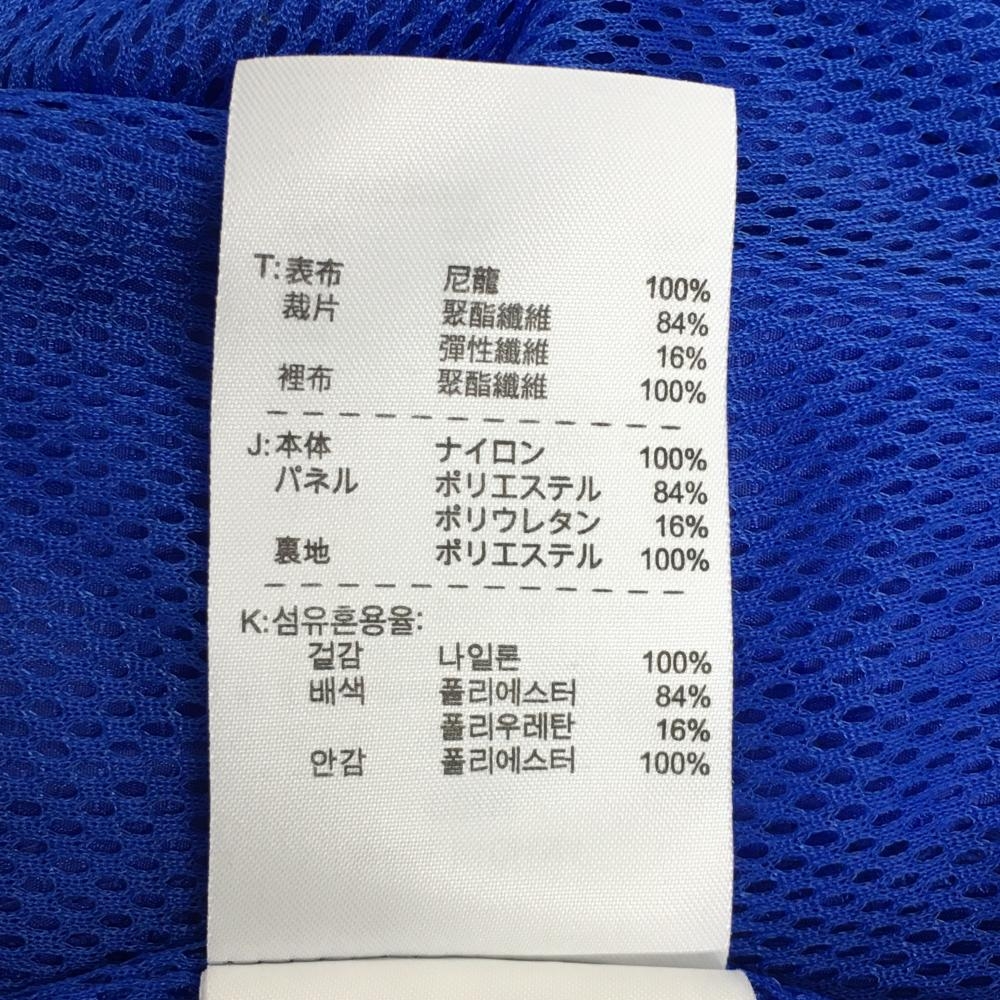 T:表布 尼龍 100%
裁片 聚酯纖維 84%
彈性纖維 16%
裡布 聚酯纖維 100%
J:本体 ナイロン 100%
パネル ポリエステル 84%
ポリウレタン 16%
裏地 ポリエステル 100%
K:섬유혼용율:
겉감 나일론 100%
배색 폴리에스터 84%
폴리우레탄 16%
안감 폴리에스터 100%